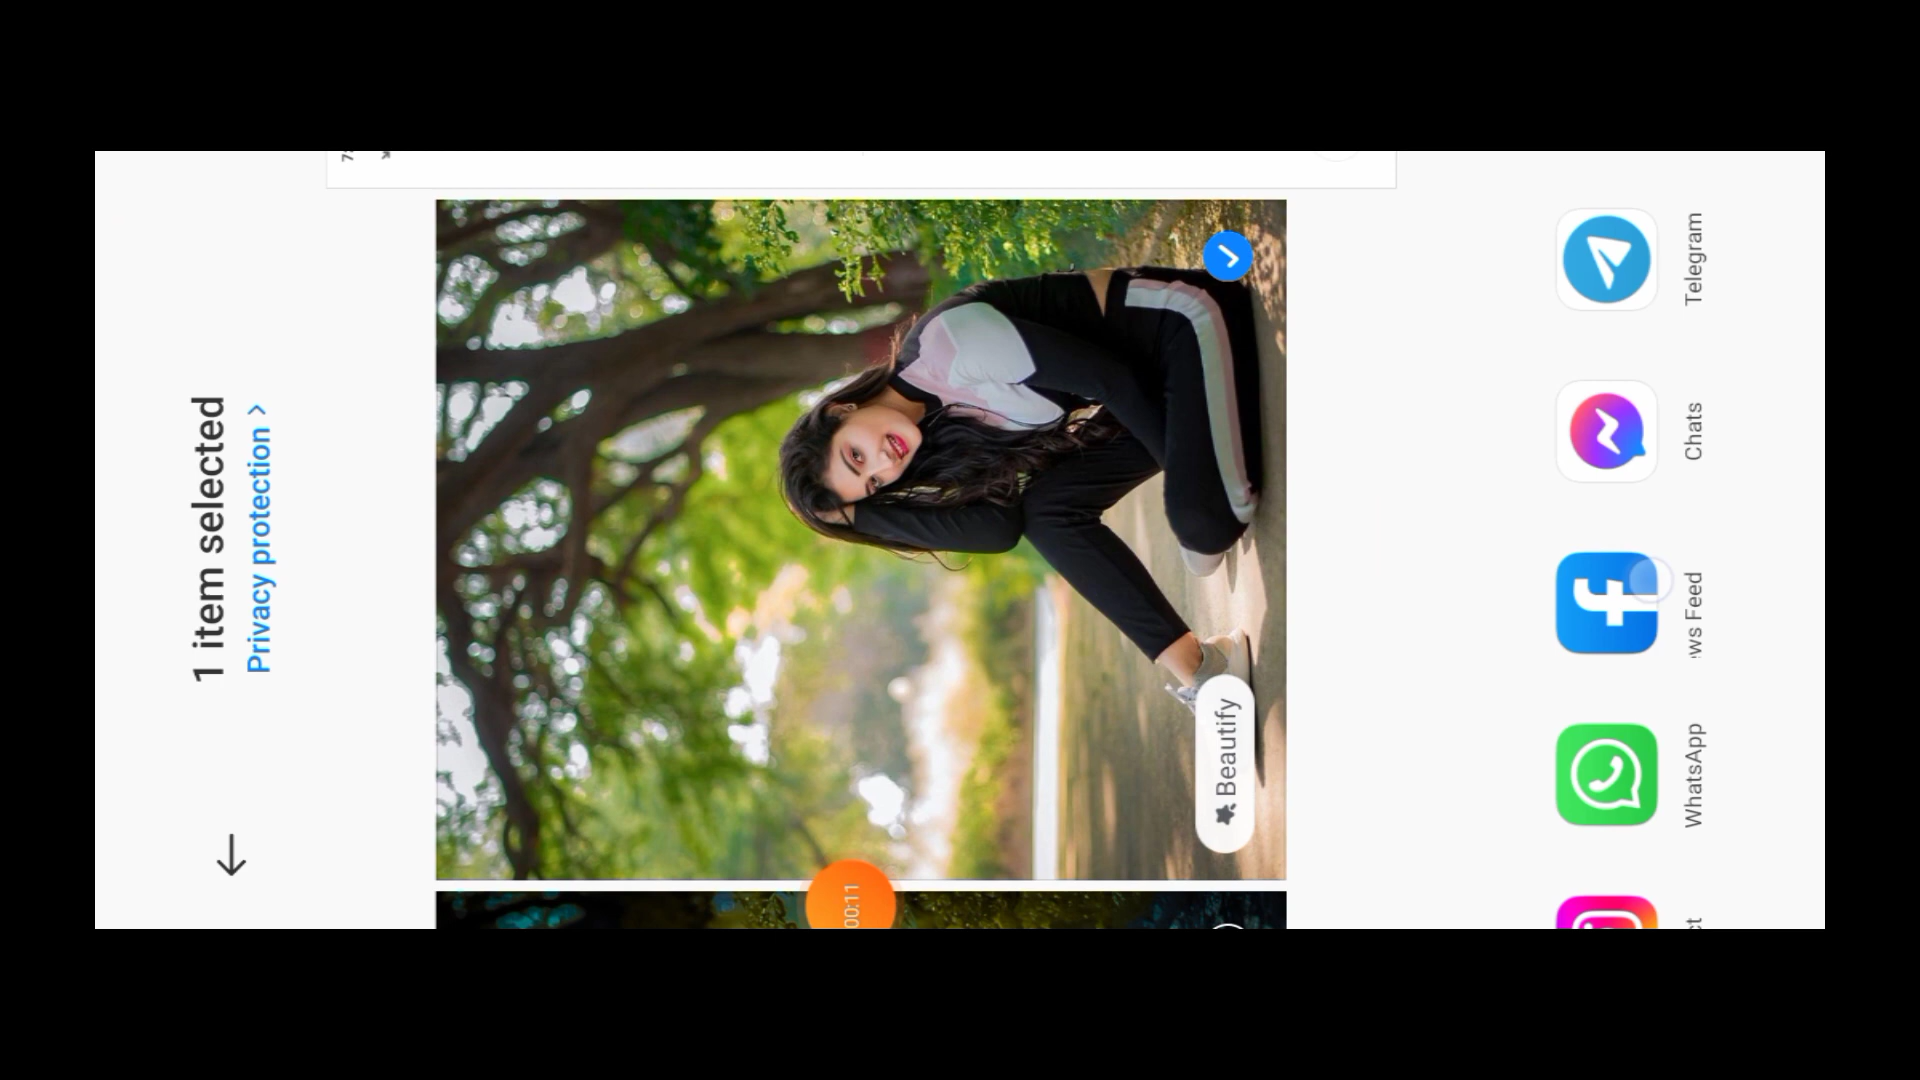 1 item selected
Privacy protection >
Beautify
00:11
WhatsApp
ws Feed
Chats
Telegram